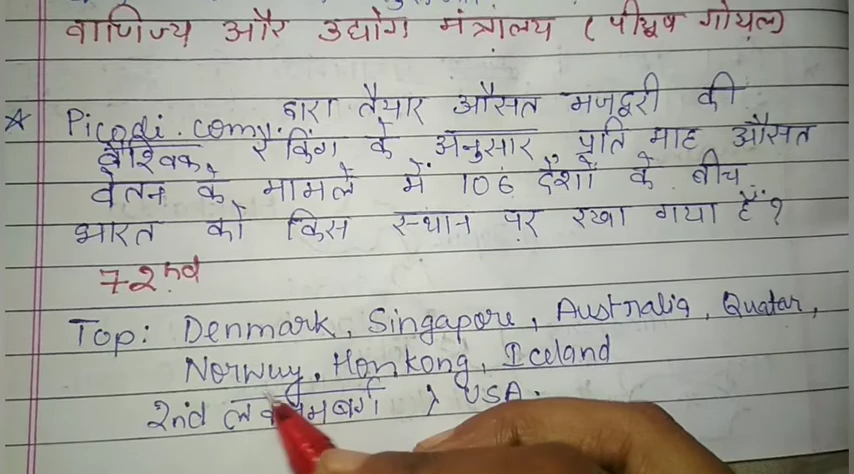 वाणिज्य और उद्योग मंत्रालय (पीयूष गोयल)
☆ Picodi.com द्वारा तैयार औसत मजदूरी की
वैश्विक रैंकिंग के अनुसार प्रति माह औसत
वेतन के मामले में 106 देशों के बीच
भारत को किस स्थान पर रखा गया है?
72nd
Top: Denmark, Singapore, Australia, Quatar,
Norway, Honkong, Iceland
2nd , USA.